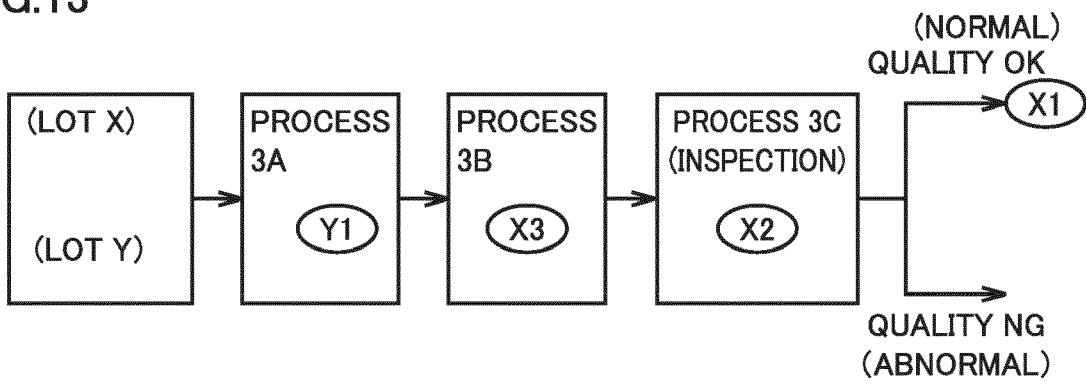 (NORMAL)
QUALITY OK
X1
(LOT X)
(LOT Y)
PROCESS
3A
Y1
PROCESS
3B
X3
PROCESS 3C
(INSPECTION)
X2
QUALITY NG
(ABNORMAL)